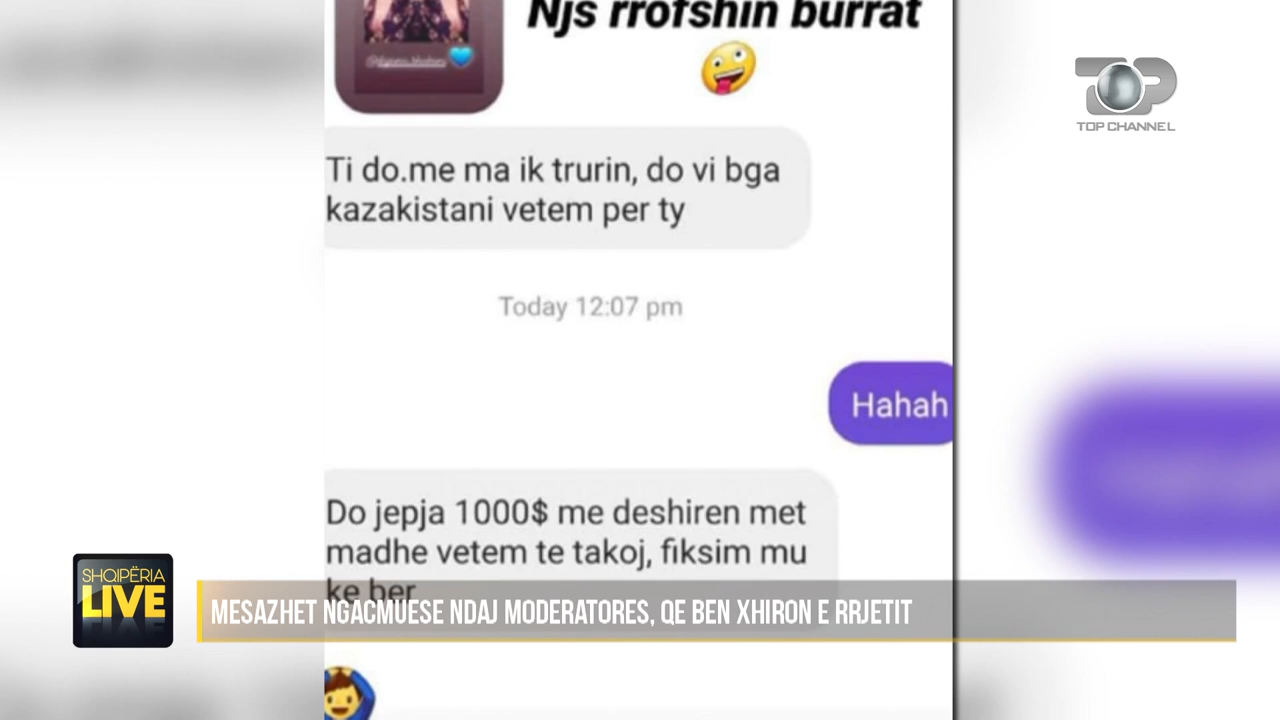 Njs rrofshin burrat
TOP CHANNEL
Ti do.me ma ik trurin, do vi bga
kazakistani vetem per ty
Today 12:07 pm
Hahah
Do jepja 1000$ me deshiren met
madhe vetem te takoj, fiksim mu
ke ber
SHQIPËRIA
LIVE
MESAZHET NGACMUESE NDAJ MODERATORES, QE BEN XHIRON E RRJETIT